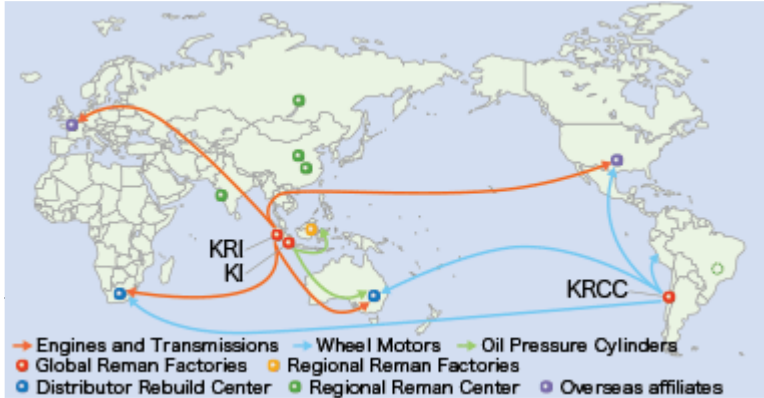 KRI
KI
KRCC
Engines and Transmissions Wheel Motors Oil Pressure Cylinders
Global Reman Factories Regional Reman Factories
Distributor Rebuild Center Regional Reman Center Overseas affiliates